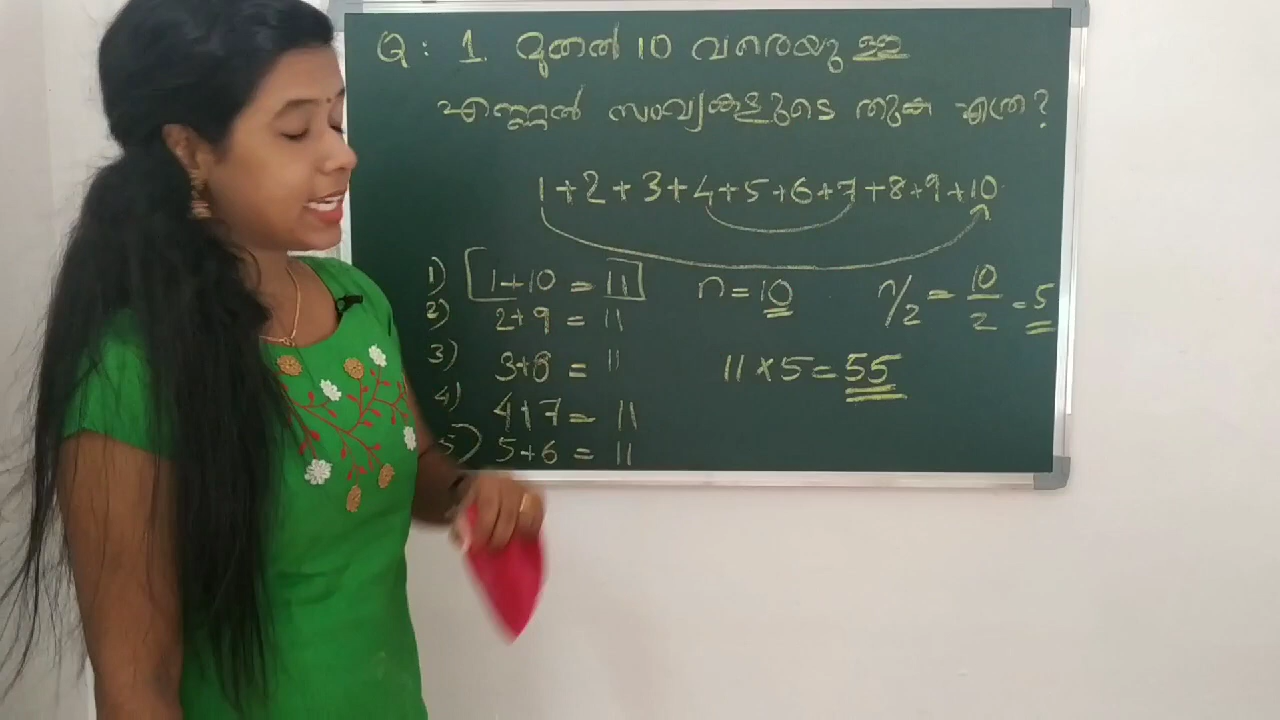 Q : 1 മുതൽ 10 വരെയു ള്ള
എണ്ണൽ സംഖ്യകളുടെ തുക എത്ര?
1+2+3+4+5+6+7+8+9+10
1) 1+10 = 11
n = 10
n/2 = 10/2 = 5
2) 2+9 = 11
3) 3+8 = 11
11×5=55
4) 4+7= 11
5) 5+6 = 11